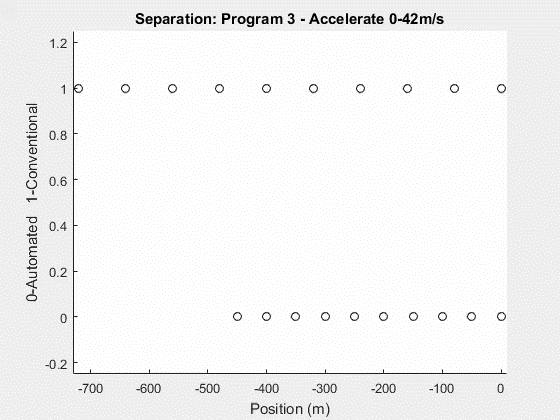 Separation: Program 3 - Accelerate 0-42m/s
1.2
1
0.8
0.6
0.4
0.2
0
-0.2
0-Automated 1-Conventional
-700 -600 -500 -400 -300 -200 -100 0
Position (m)